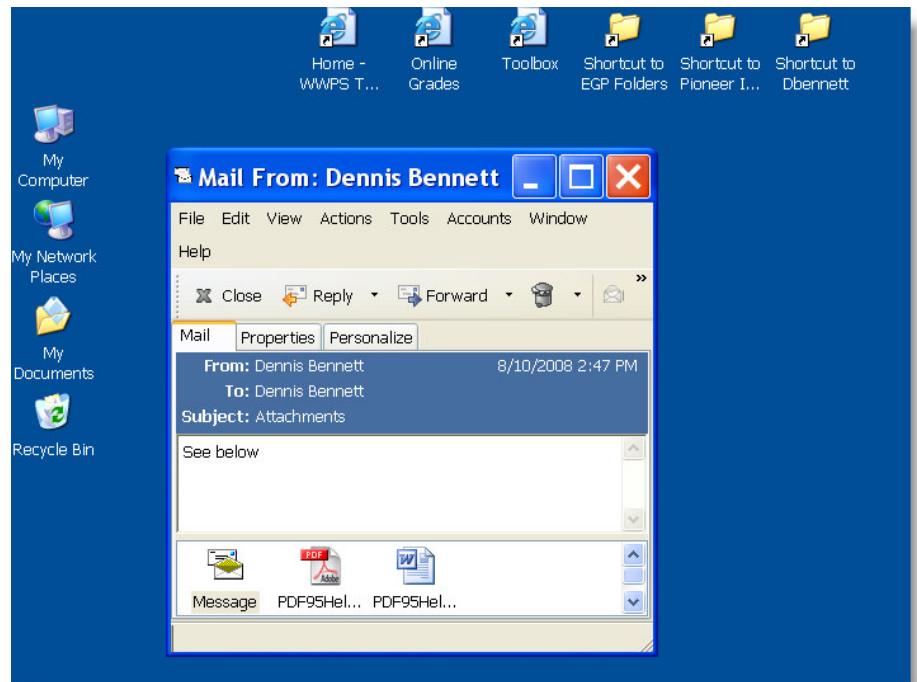 Home - Online Toolbox Shortcut to Shortcut to Shortcut to
WWPS T... Grades EGP Folders Pioneer I... Dbennett
My
Computer
My Network
Places
My
Documents
Recycle Bin
Mail From: Dennis Bennett
File Edit View Actions Tools Accounts Window
Help
Close Reply Forward »
Mail Properties Personalize
From: Dennis Bennett 8/10/2008 2:47 PM
To: Dennis Bennett
Subject: Attachments
See below
PDF Adobe W
Message PDF95Hel... PDF95Hel...